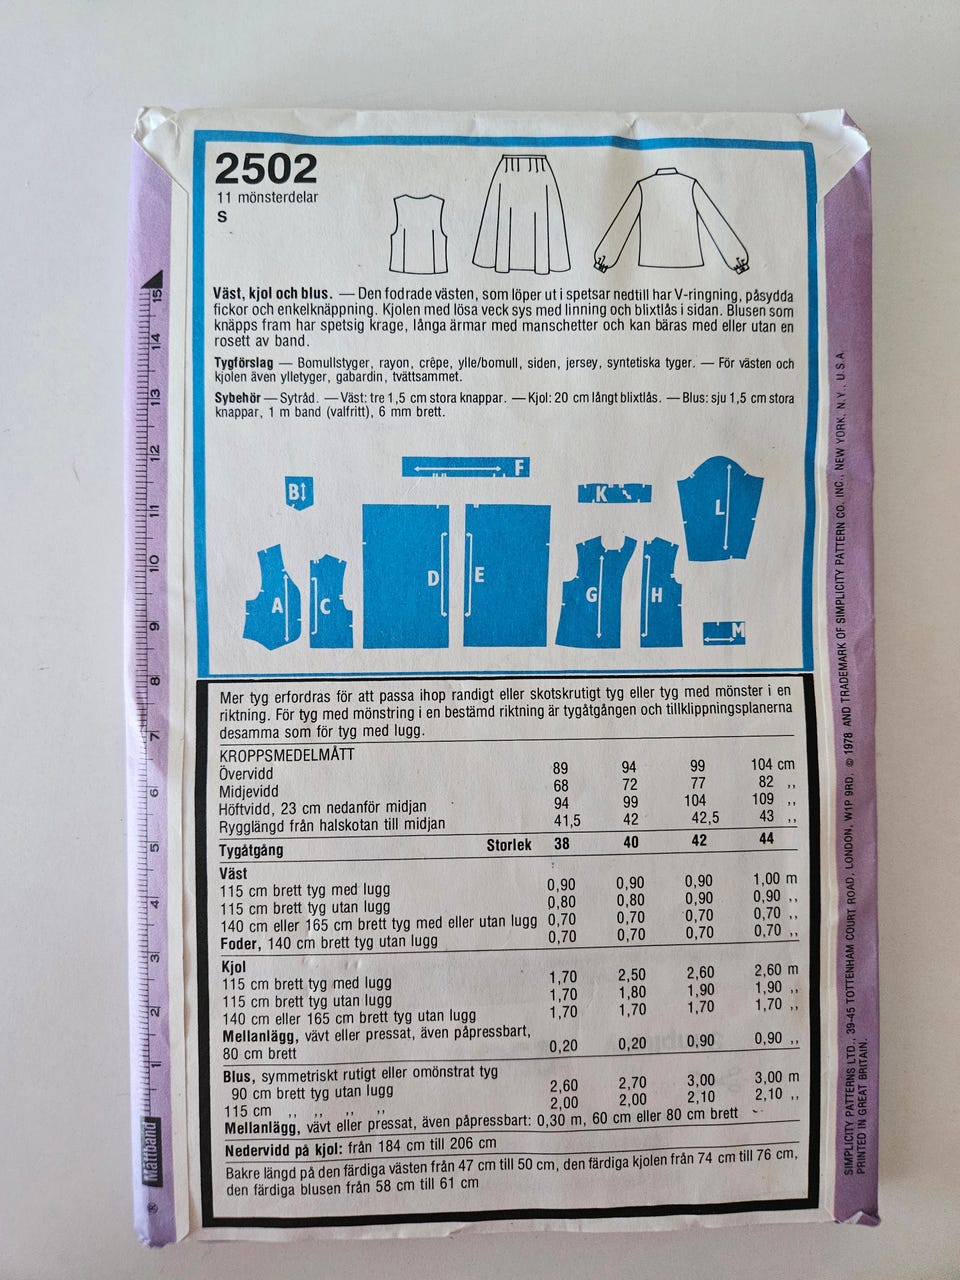 2502
11 mönsterdelar
S
Väst, kjol och blus. — Den fodrade västen, som löper ut i spetsar nedtill har V-ringning, påsydda
fickor och enkelknäppning. Kjolen med lösa veck sys med linning och blixtlås i sidan. Blusen som
knäpps fram har spetsig krage, långa ärmar med manschetter och kan bäras med eller utan en
rosett av band.
Tygförslag — Bomullstyger, rayon, crêpe, ylle/bomull, siden, jersey, syntetiska tyger. — För västen och
kjolen även ylletyger, gabardin, tvättsammet.
Sybehör — Sytråd. — Väst: tre 1,5 cm stora knappar. — Kjol: 20 cm långt blixtlås. — Blus: sju 1,5 cm stora
knappar, 1 m band (valfritt), 6 mm brett.
B
F
K
L
A
C
D
E
G
H
M
Mer tyg erfordras för att passa ihop randigt eller skotskrutigt tyg eller tyg med mönster i en
riktning. För tyg med mönstring i en bestämd riktning är tygåtgången och tillklippningsplanerna
desamma som för tyg med lugg.
KROPPSMEDELMÅTT
Övervidd 89 94 99 104 cm
Midjevidd 68 72 77 82 ,,
Höftvidd, 23 cm nedanför midjan 94 99 104 109 ,,
Rygglängd från halskotan till midjan 41,5 42 42,5 43 ,,
Tygåtgång Storlek 38 40 42 44
Väst
115 cm brett tyg med lugg 0,90 0,90 0,90 1,00 m
115 cm brett tyg utan lugg 0,80 0,80 0,90 0,90 ,,
140 cm eller 165 cm brett tyg med eller utan lugg 0,70 0,70 0,70 0,70 ,,
Foder, 140 cm brett tyg utan lugg 0,70 0,70 0,70 0,70 ,,
Kjol
115 cm brett tyg med lugg 1,70 2,50 2,60 2,60 m
115 cm brett tyg utan lugg 1,70 1,80 1,90 1,90 ,,
140 cm eller 165 cm brett tyg utan lugg 1,70 1,70 1,70 1,70 ,,
Mellanlägg, vävt eller pressat, även påpressbart,
80 cm brett 0,20 0,20 0,90 0,90 ,,
Blus, symmetriskt rutigt eller omönstrat tyg
90 cm brett tyg utan lugg 2,60 2,70 3,00 3,00 m
115 cm ,, ,, ,, ,, 2,00 2,00 2,10 2,10 ,,
Mellanlägg, vävt eller pressat, även påpressbart: 0,30 m, 60 cm eller 80 cm brett
Nedervidd på kjol: från 184 cm till 206 cm
Bakre längd på den färdiga västen från 47 cm till 50 cm, den färdiga kjolen från 74 cm till 76 cm,
den färdiga blusen från 58 cm till 61 cm
15
14
13
12
11
10
9
8
7
6
5
4
3
2
1
Måttband
SIMPLICITY PATTERNS LTD., 39-45 TOTTENHAM COURT ROAD, LONDON, W1P 9RD. © 1978 AND TRADEMARK OF SIMPLICITY PATTERN CO. INC., NEW YORK, N.Y., U.S.A.
PRINTED IN GREAT BRITAIN.